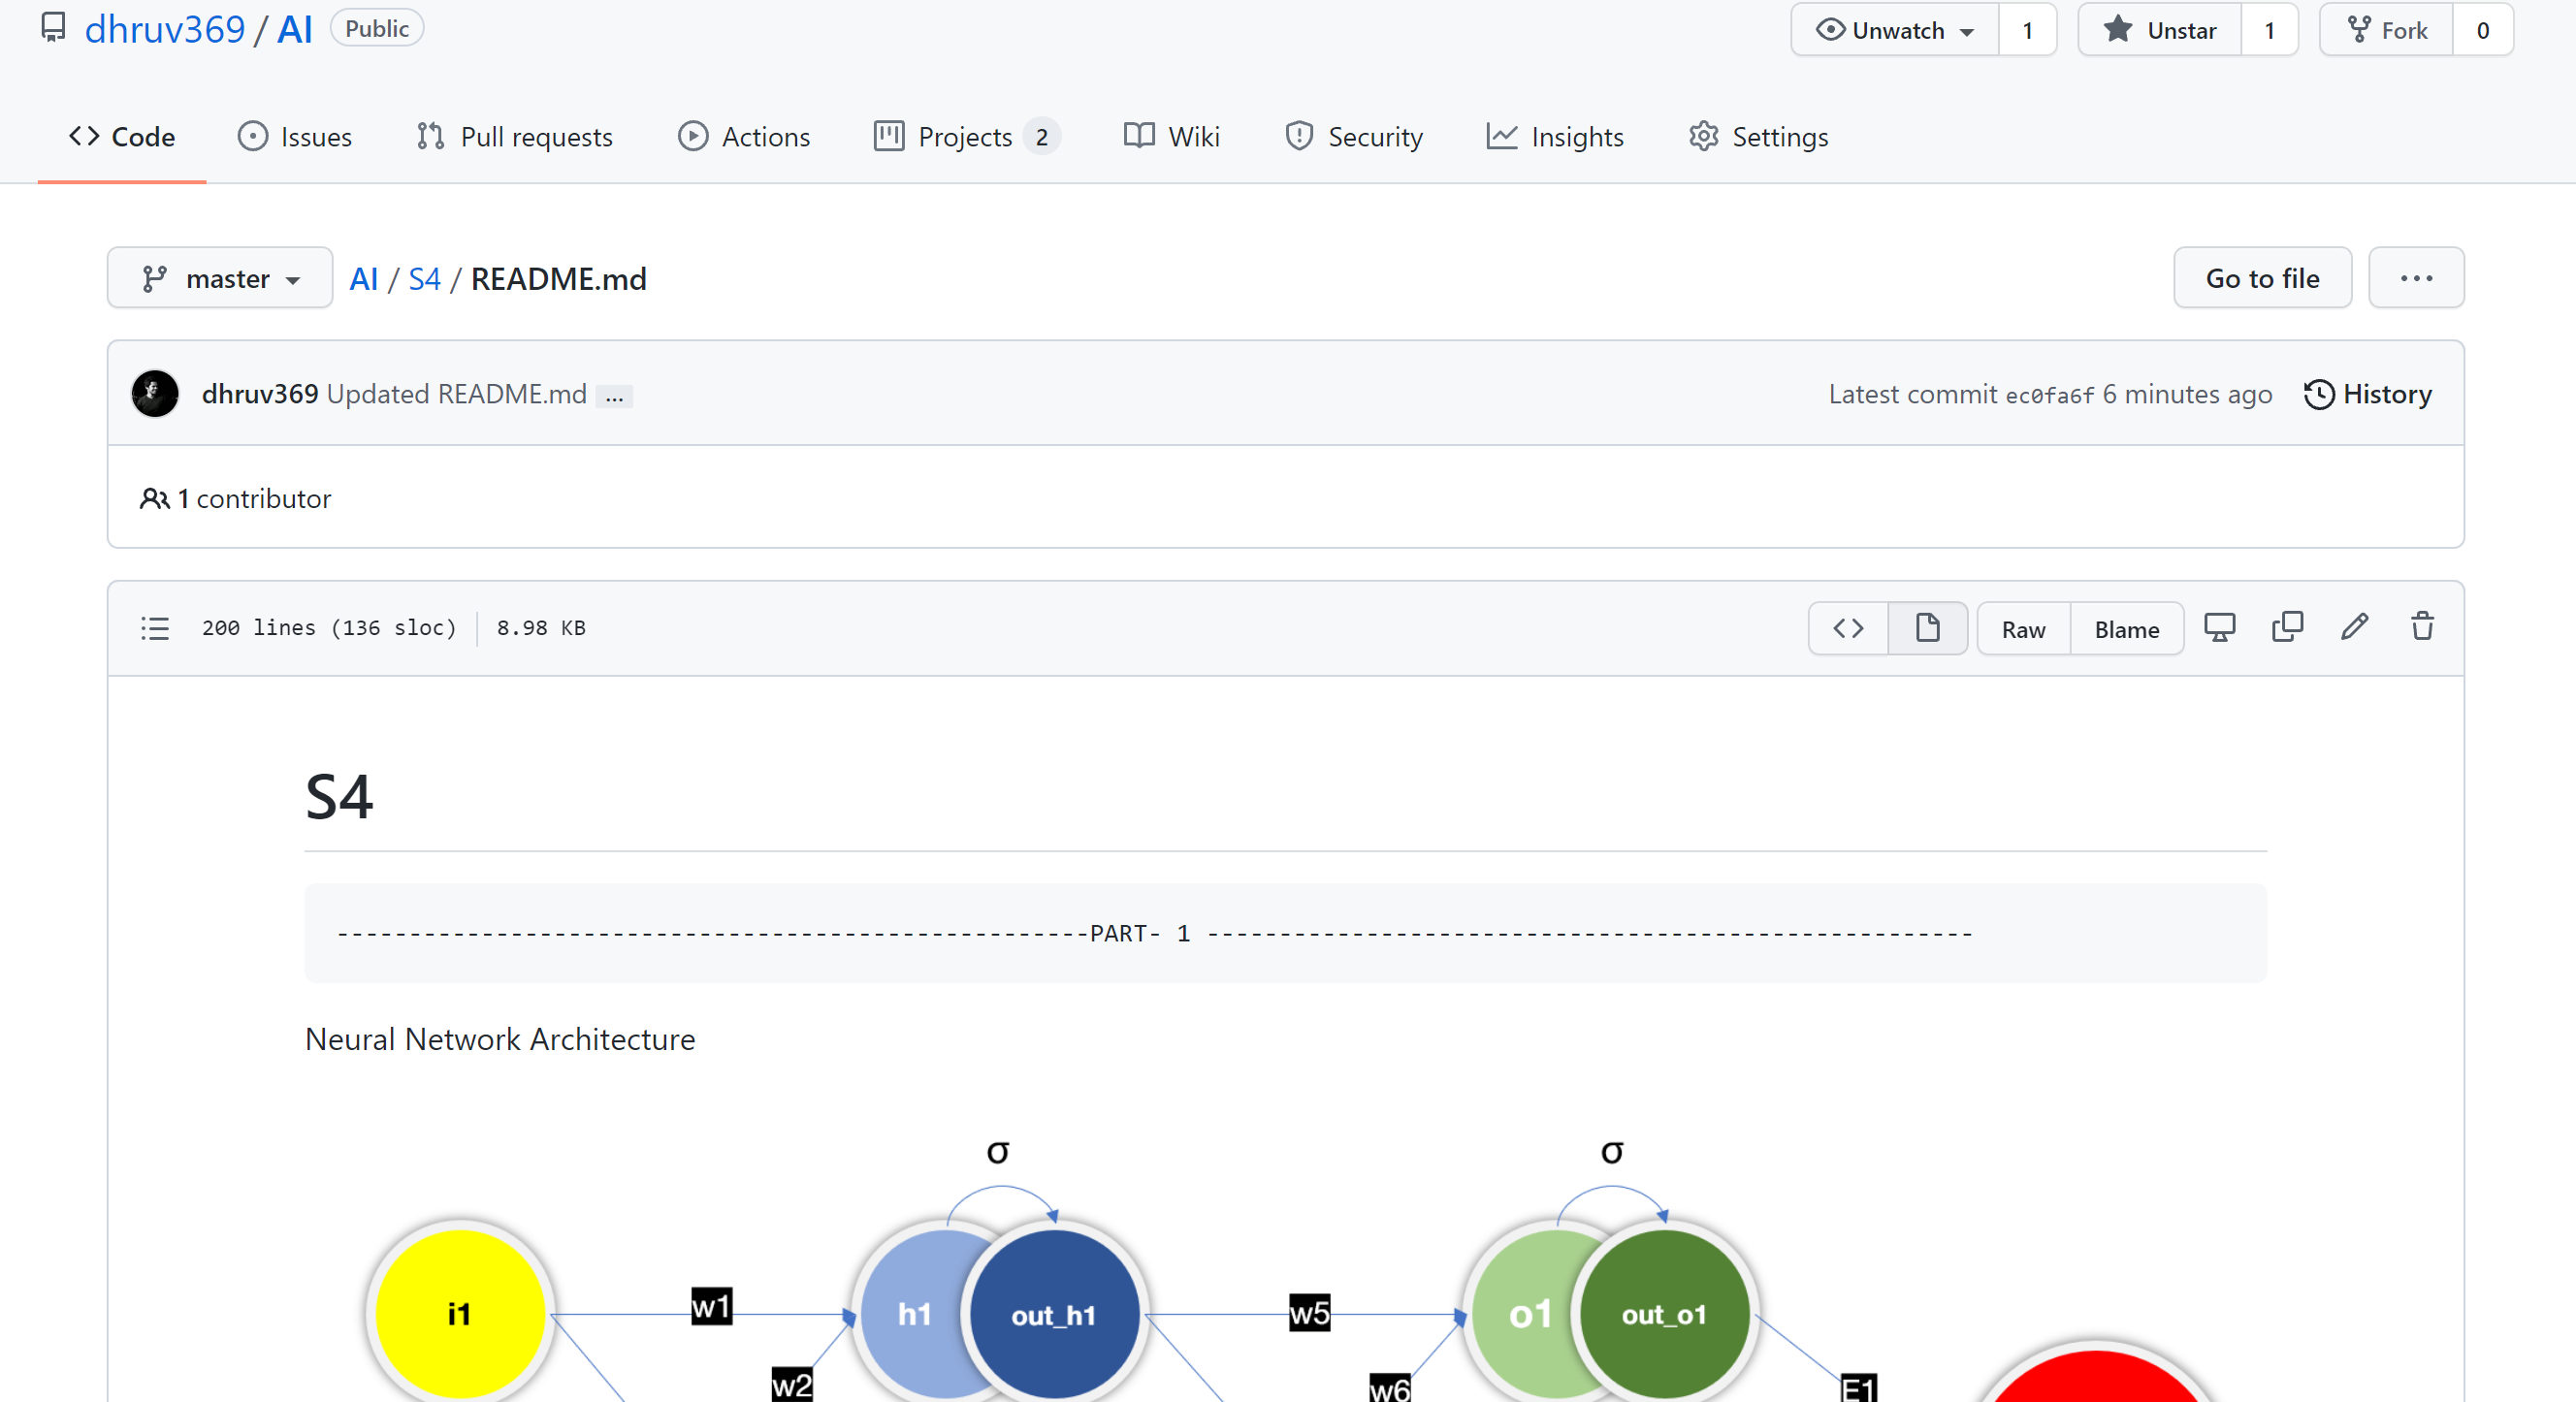 dhruv369 / AI Public Unwatch 1 Unstar 1 Fork 0
Code Issues Pull requests Actions Projects 2 Wiki Security Insights Settings
master AI / S4 / README.md Go to file ...
dhruv369 Updated README.md ... Latest commit ec0fa6f 6 minutes ago History
1 contributor
200 lines (136 sloc) 8.98 KB <> Raw Blame
S4
----------------------------------------------------PART- 1 -----------------------------------------------------
Neural Network Architecture
σ σ
i1 w1 h1 out_h1 w5 o1 out_o1
w2 w6 E1